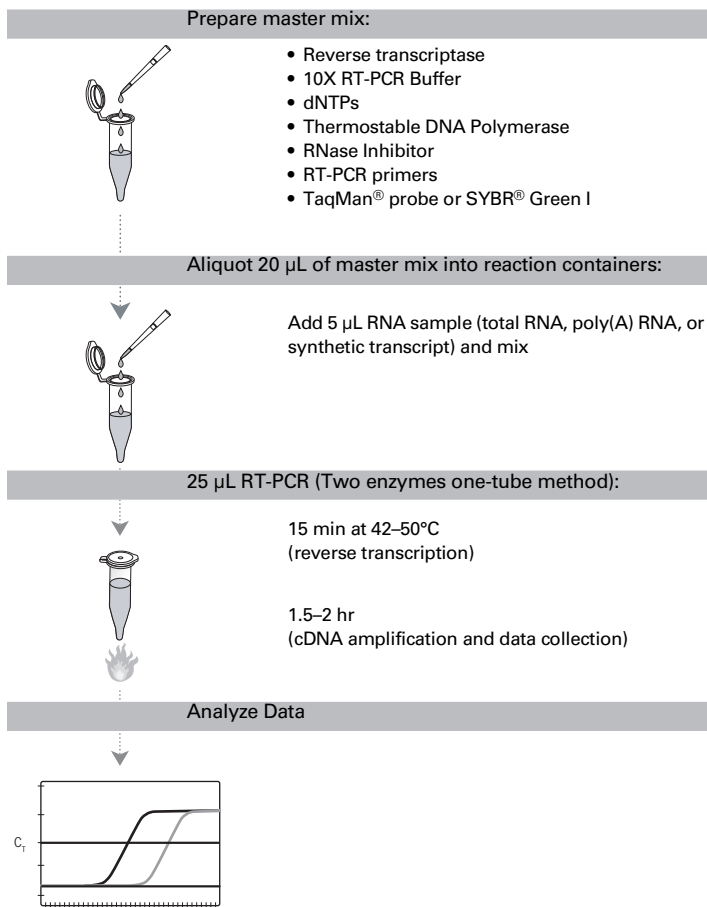 Prepare master mix:
• Reverse transcriptase
• 10X RT-PCR Buffer
• dNTPs
• Thermostable DNA Polymerase
• RNase Inhibitor
• RT-PCR primers
• TaqMan® probe or SYBR® Green I
Aliquot 20 µL of master mix into reaction containers:
Add 5 µL RNA sample (total RNA, poly(A) RNA, or
synthetic transcript) and mix
25 µL RT-PCR (Two enzymes one-tube method):
15 min at 42–50°C
(reverse transcription)
1.5–2 hr
(cDNA amplification and data collection)
Analyze Data
CT